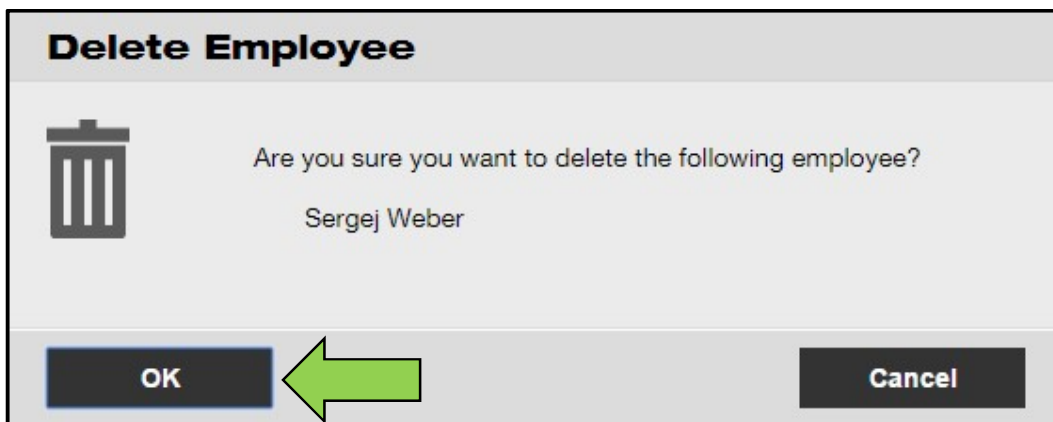 Delete Employee
Are you sure you want to delete the following employee?
Sergej Weber
OK
Cancel